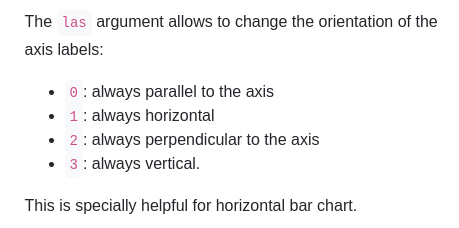 The las argument allows to change the orientation of the
axis labels:
• 0 : always parallel to the axis
• 1 : always horizontal
• 2 : always perpendicular to the axis
• 3 : always vertical.
This is specially helpful for horizontal bar chart.